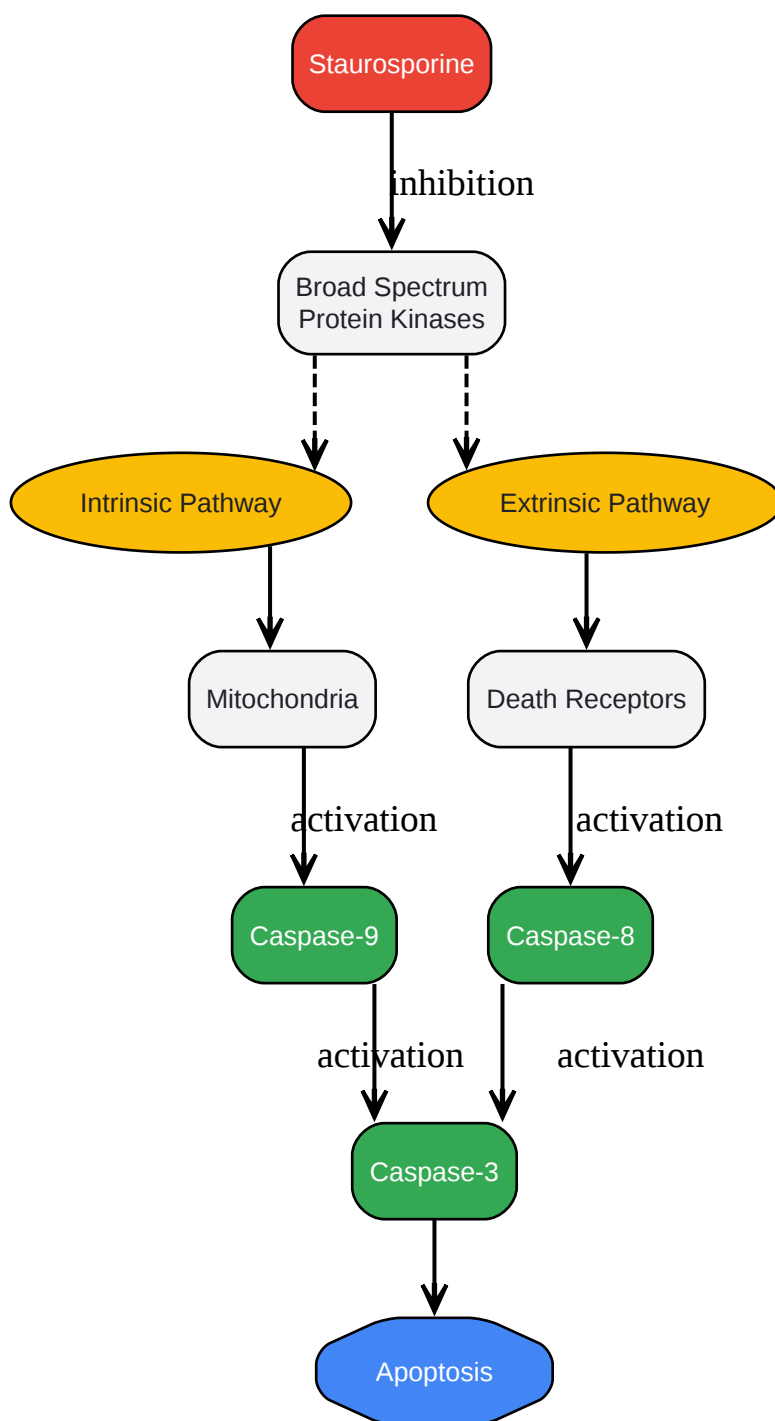 Staurosporine
inhibition
Broad Spectrum
Protein Kinases
Intrinsic Pathway
Extrinsic Pathway
Mitochondria
Death Receptors
activation
activation
Caspase-9
Caspase-8
activation
activation
Caspase-3
Apoptosis